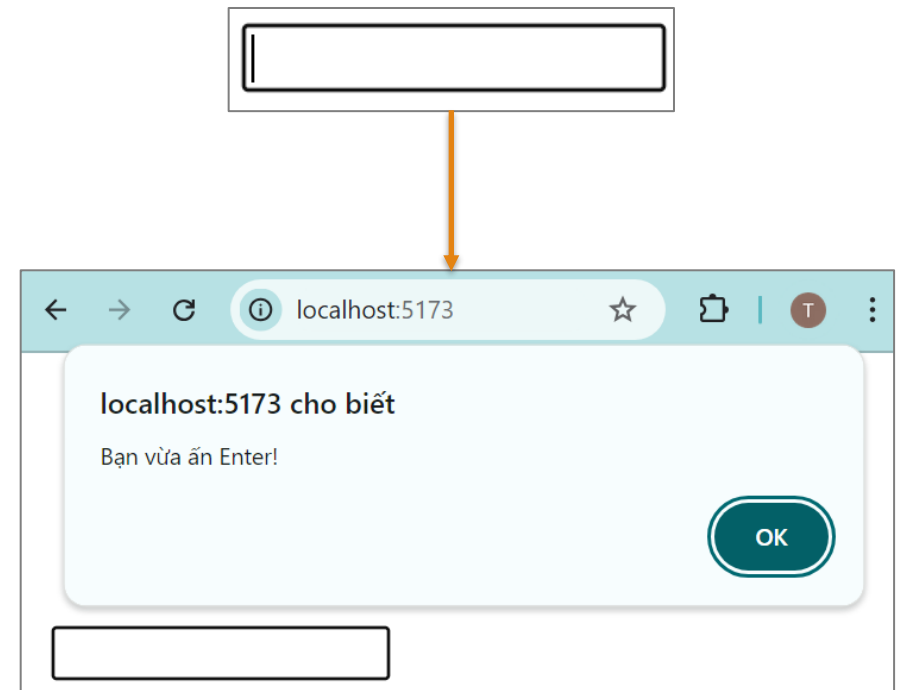 localhost:5173
T
localhost:5173 cho biết
Bạn vừa ấn Enter!
OK